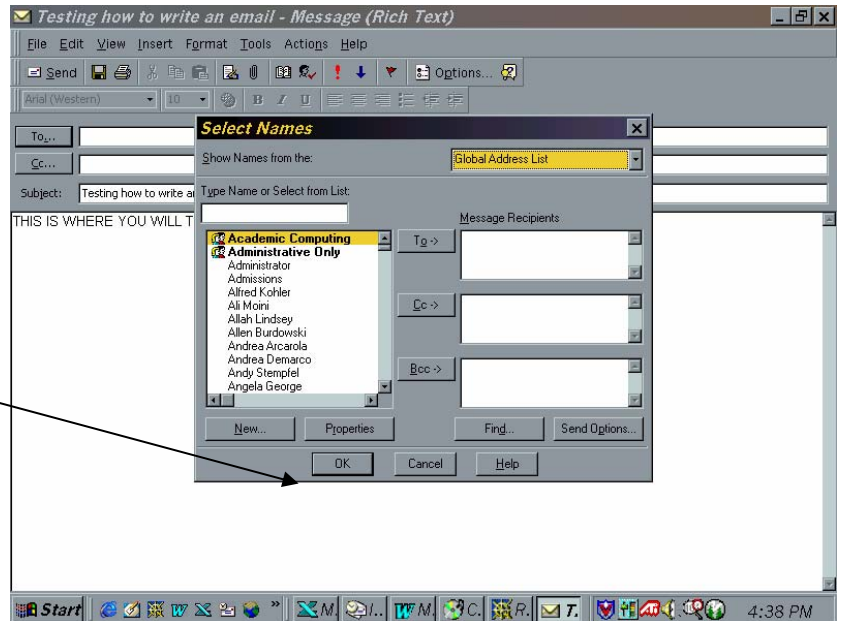 Testing how to write an email - Message (Rich Text)
File Edit View Insert Format Tools Actions Help
Send Options...
Arial (Western) 10 B I U
To... 
Cc...
Subject: Testing how to write a
THIS IS WHERE YOU WILL T
Select Names
Show Names from the: Global Address List
Type Name or Select from List:
Message Recipients
Academic Computing
Administrative Only
Administrator
Admissions
Alfred Kohler
Ali Moini
Allah Lindsey
Allen Burdowski
Andrea Arcarola
Andrea Demarco
Andy Stempfel
Angela George
To ->
Cc ->
Bcc ->
New... Properties Find... Send Options...
OK Cancel Help
Start » M. I.. M. C. R. T. 4:38 PM